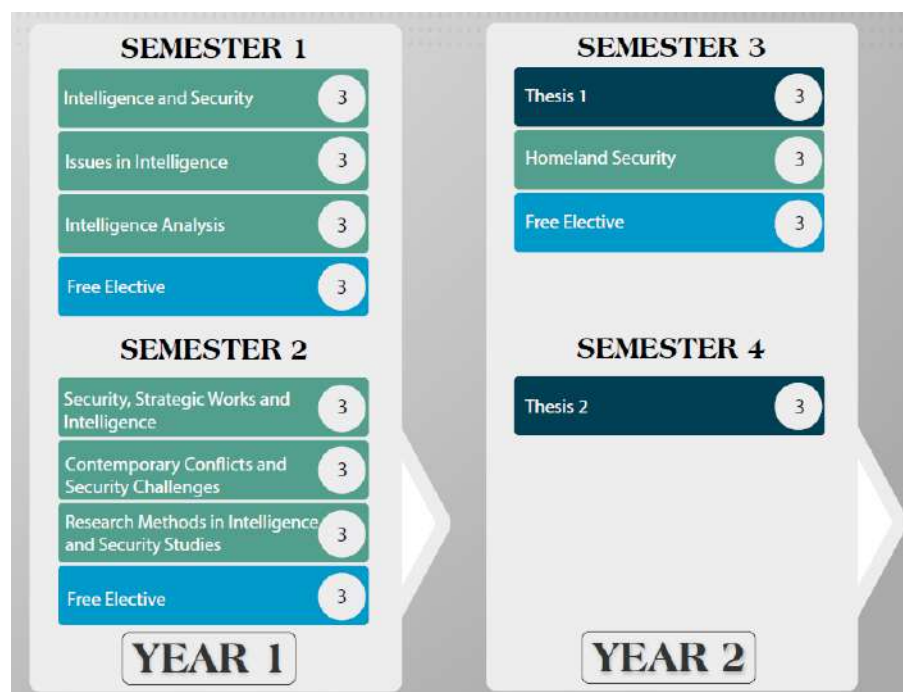 SEMESTER 1
Intelligence and Security 3
Issues in Intelligence 3
Intelligence Analysis 3
Free Elective 3
SEMESTER 2
Security, Strategic Works and
Intelligence 3
Contemporary Conflicts and
Security Challenges 3
Research Methods in Intelligence
and Security Studies 3
Free Elective 3
YEAR 1
SEMESTER 3
Thesis 1 3
Homeland Security 3
Free Elective 3
SEMESTER 4
Thesis 2 3
YEAR 2